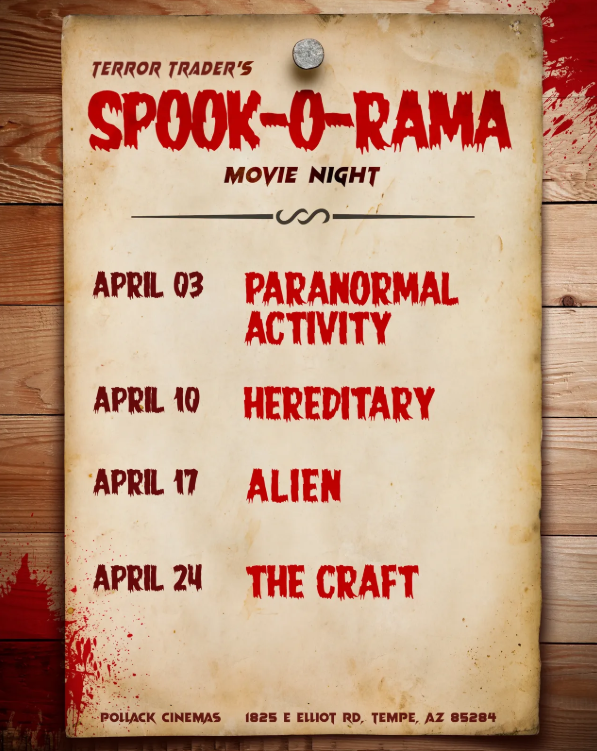 TERROR TRADER'S
SPOOK-O-RAMA
MOVIE NIGHT
APRIL 03 PARANORMAL
ACTIVITY
APRIL 10 HEREDITARY
APRIL 17 ALIEN
APRIL 24 THE CRAFT
POLLACK CINEMAS 1825 E ELLIOT RD, TEMPE, AZ 85284